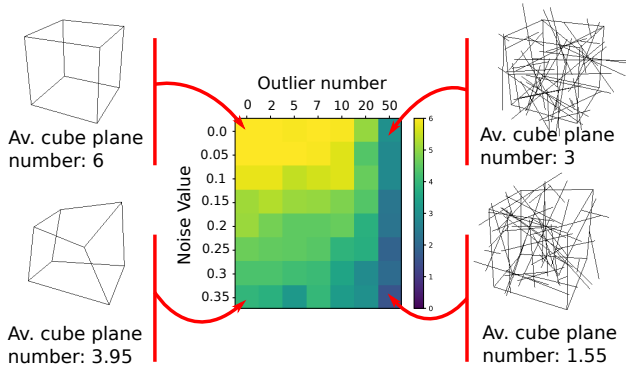 Outlier number
0 2 5 7 10 20 50
Av. cube plane
number: 6
Av. cube plane
number: 3
Noise Value
0.0
0.05
0.1
0.15
0.2
0.25
0.3
0.35
6
5
4
3
2
1
0
Av. cube plane
number: 3.95
Av. cube plane
number: 1.55